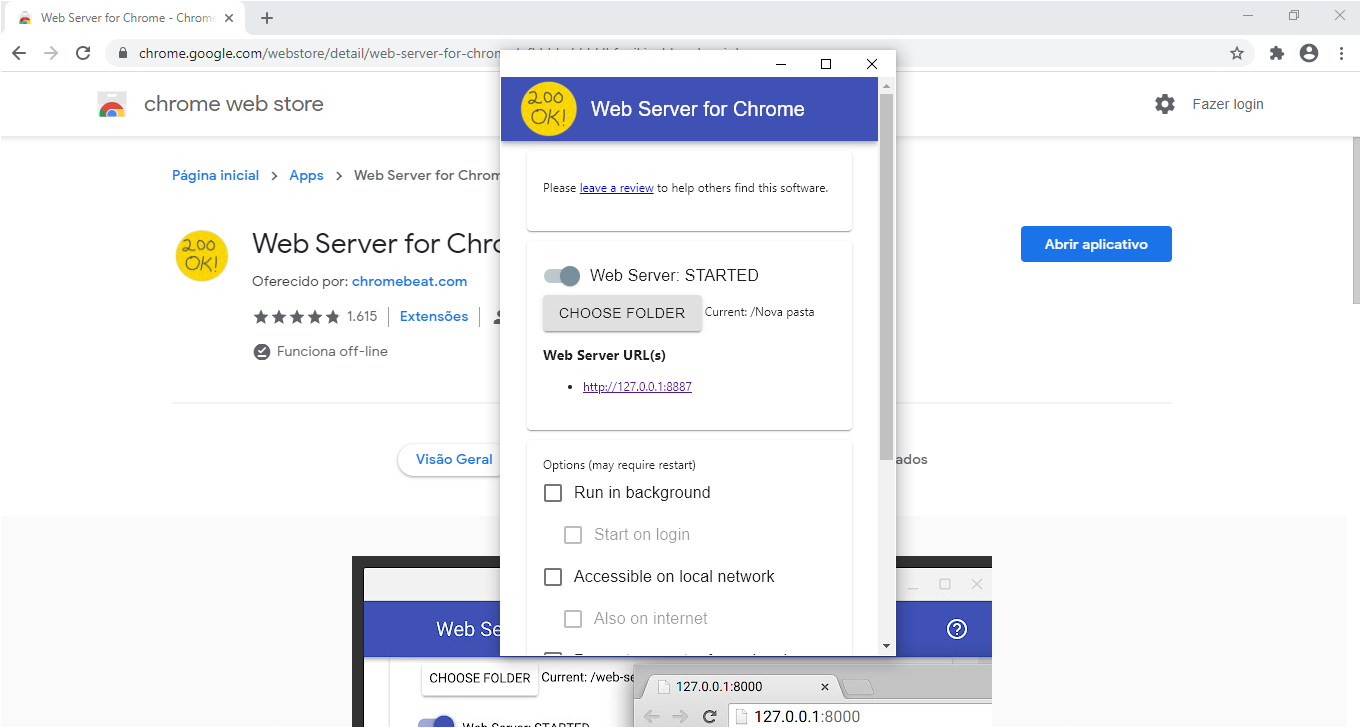 Web Server for Chrome - Chrom
chrome.google.com/webstore/detail/web-server-for-chrom
chrome web store
Fazer login
200
OK!
Web Server for Chrome
Página inicial
Apps
Web Server for Chrom
Please leave a review to help others find this software.
200
OK!
Web Server for Chro
Oferecido por: chromebeat.com
1.615
Extensões
Funciona off-line
Abrir aplicativo
Web Server: STARTED
CHOOSE FOLDER
Current: /Nova pasta
Web Server URL(s)
• http://127.0.0.1:8887
Visão Geral
ados
Options (may require restart)
Run in background
Start on login
Accessible on local network
Also on internet
Web Se
CHOOSE FOLDER
Current: /web-se
Web Server: STARTED
127.0.0.1:8000
127.0.0.1:8000